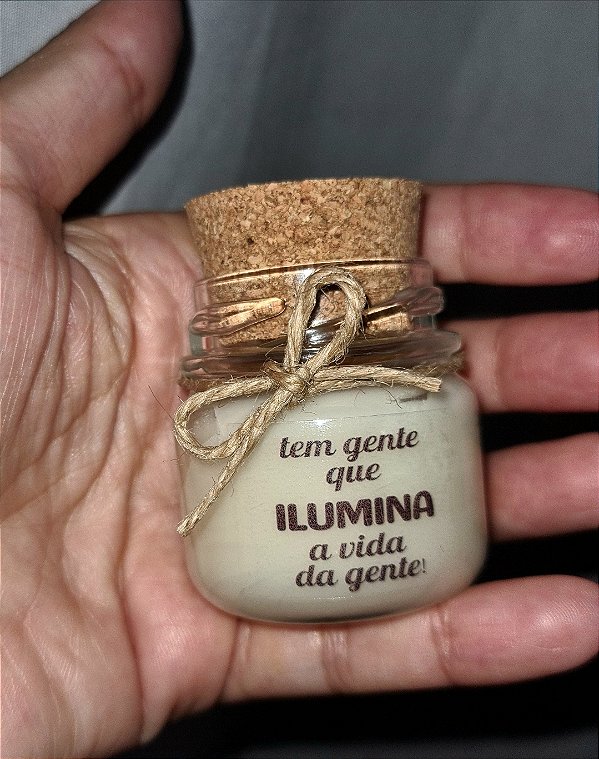 tem gente
que
ILUMINA
a vida
da gente!